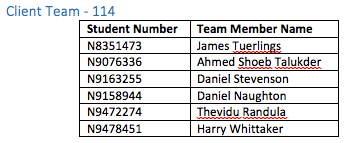 Client Team - 114
Student Number Team Member Name
N8351473 James Tuerlings
N9076336 Ahmed Shoeb Talukder
N9163255 Daniel Stevenson
N9158944 Daniel Naughton
N9472274 Thevidu Randula
N9478451 Harry Whittaker